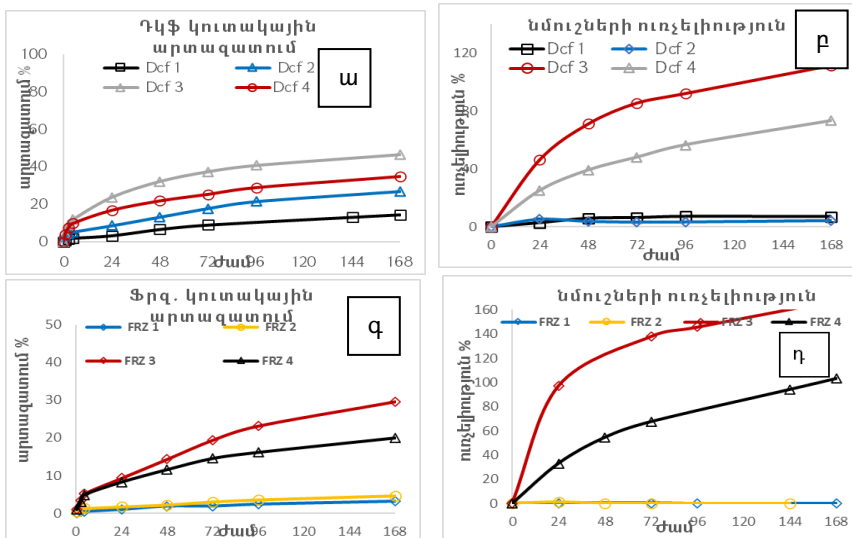 Դկֆ կուտակային
արտազատում
ա
արտազատում %
100
80
60
40
20
0
Dcf 1
Dcf 2
Dcf 3
Dcf 4
0 24 48 72 96 120 144 168
Ժամ
նմուշների ուռչելիություն
բ
ուռչելիություն %
120
80
40
0
Dcf 1
Dcf 2
Dcf 3
Dcf 4
0 24 48 72 96 120 144 168
Ժամ
Ֆրզ. կուտակային
արտազատում
գ
արտազատում %
50
40
30
20
10
0
FRZ 1
FRZ 2
FRZ 3
FRZ 4
0 24 48 72 96 120 144 168
Ժամ
նմուշների ուռչելիություն
դ
ուռչելիություն %
160
140
120
100
80
60
40
20
0
FRZ 1
FRZ 2
FRZ 3
FRZ 4
0 24 48 72 96 120 144 168
Ժամ